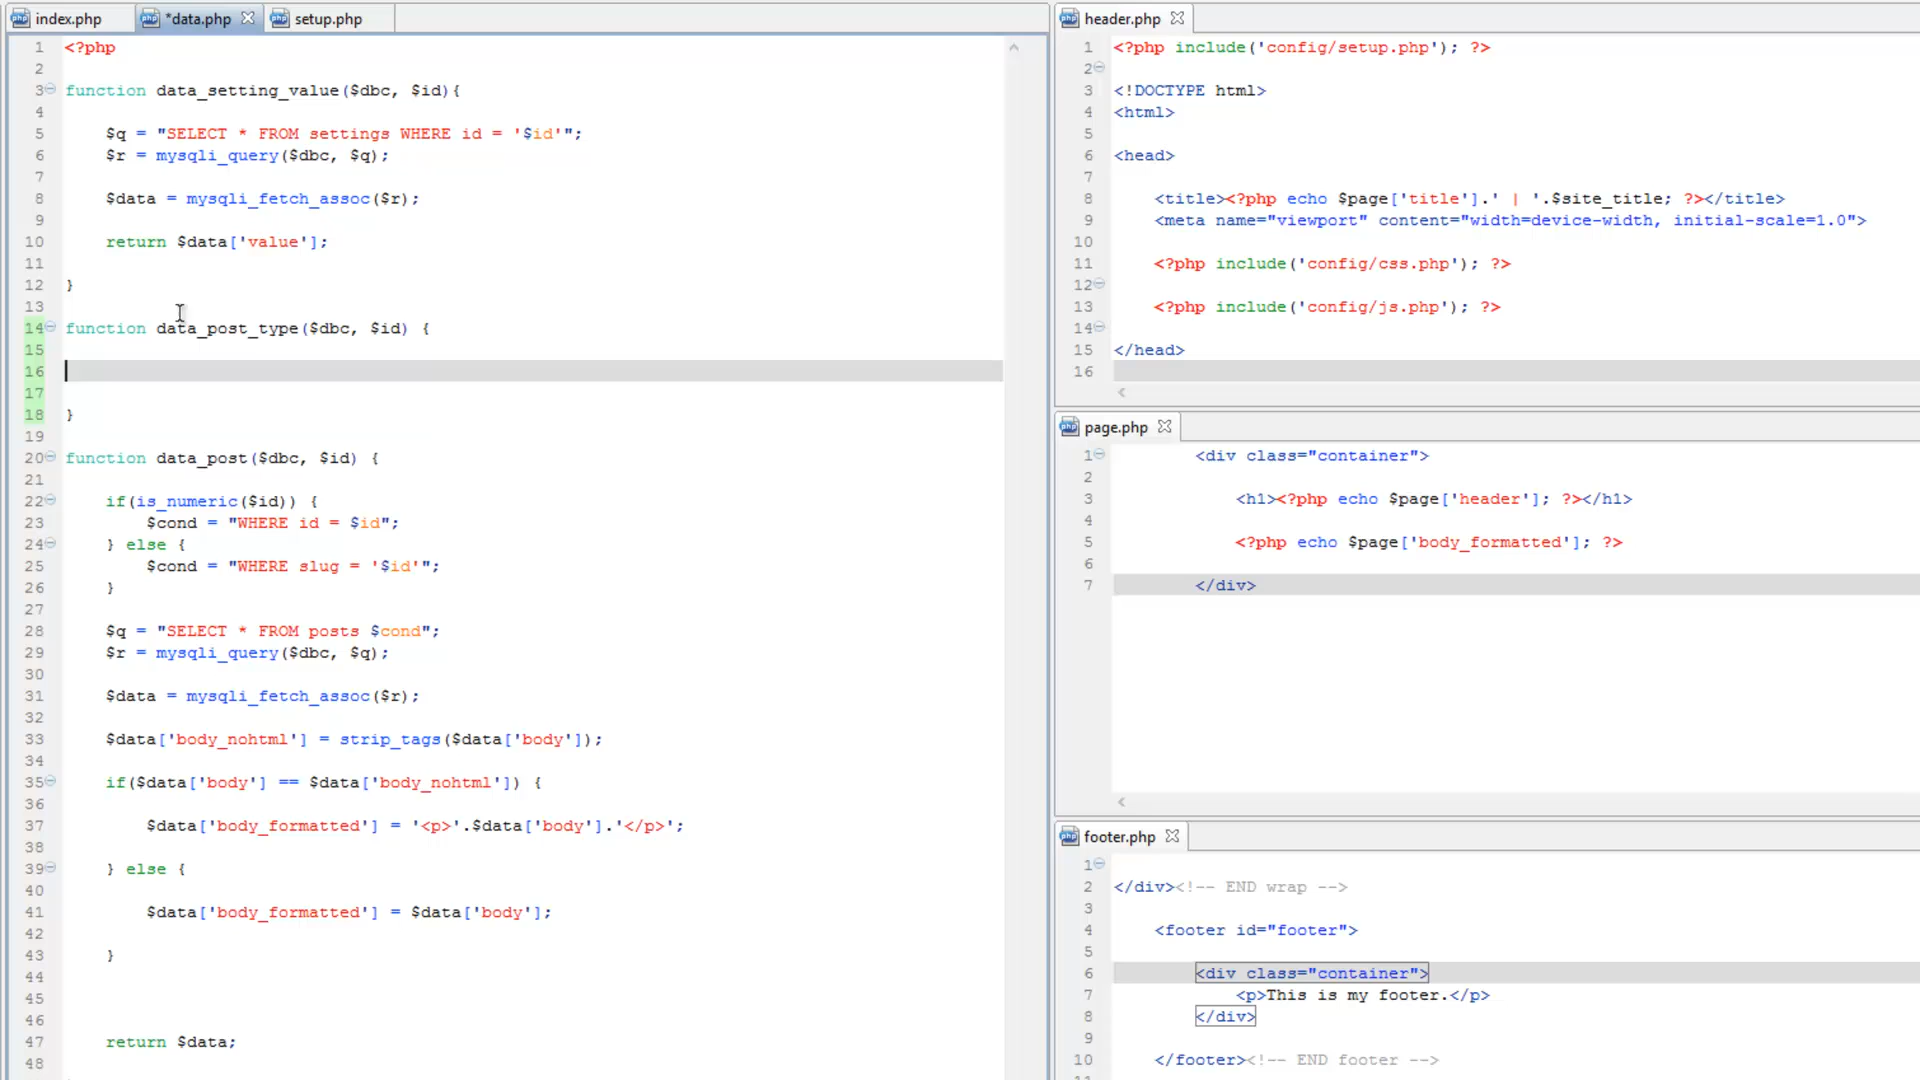 index.php
*data.php
setup.php
1 <?php
2
3 function data_setting_value($dbc, $id){
4
5 $q = "SELECT * FROM settings WHERE id = '$id'";
6 $r = mysqli_query($dbc, $q);
7
8 $data = mysqli_fetch_assoc($r);
9
10 return $data['value'];
11
12 }
13
14 function data_post_type($dbc, $id) {
15
16
17
18 }
19
20 function data_post($dbc, $id) {
21
22 if(is_numeric($id)) {
23 $cond = "WHERE id = $id";
24 } else {
25 $cond = "WHERE slug = '$id'";
26 }
27
28 $q = "SELECT * FROM posts $cond";
29 $r = mysqli_query($dbc, $q);
30
31 $data = mysqli_fetch_assoc($r);
32
33 $data['body_nohtml'] = strip_tags($data['body']);
34
35 if($data['body'] == $data['body_nohtml']) {
36
37 $data['body_formatted'] = '<p>'.$data['body'].'</p>';
38
39 } else {
40
41 $data['body_formatted'] = $data['body'];
42
43 }
44
45
46
47 return $data;
48
header.php
1 <?php include('config/setup.php'); ?>
2
3 <!DOCTYPE html>
4 <html>
5
6 <head>
7
8 <title><?php echo $page['title'].' | '.$site_title; ?></title>
9 <meta name="viewport" content="width=device-width, initial-scale=1.0">
10
11 <?php include('config/css.php'); ?>
12
13 <?php include('config/js.php'); ?>
14
15 </head>
16
page.php
1 <div class="container">
2
3 <h1><?php echo $page['header']; ?></h1>
4
5 <?php echo $page['body_formatted']; ?>
6
7 </div>
footer.php
1
2 </div><!-- END wrap -->
3
4 <footer id="footer">
5
6 <div class="container">
7 <p>This is my footer.</p>
8 </div>
9
10 </footer><!-- END footer -->
11